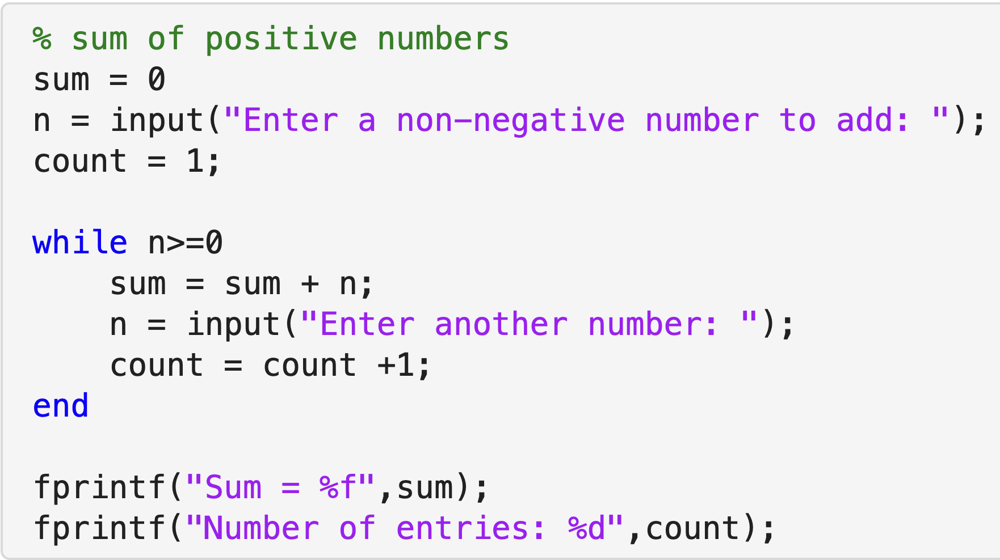 % sum of positive numbers
sum = 0
n = input("Enter a non-negative number to add: ");
count = 1;

while n>=0
    sum = sum + n;
    n = input("Enter another number: ");
    count = count +1;
end

fprintf("Sum = %f",sum);
fprintf("Number of entries: %d",count);